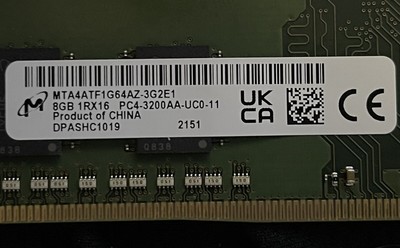 MTA4ATF1G64AZ-3G2E1
8GB 1RX16 PC4-3200AA-UC0-11
Product of CHINA
DPASHC1019 2151
UK
CA
CE